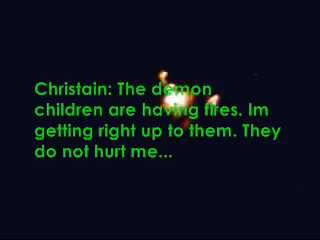 Christain: The demon
children are having fires. Im
getting right up to them. They
do not hurt me...